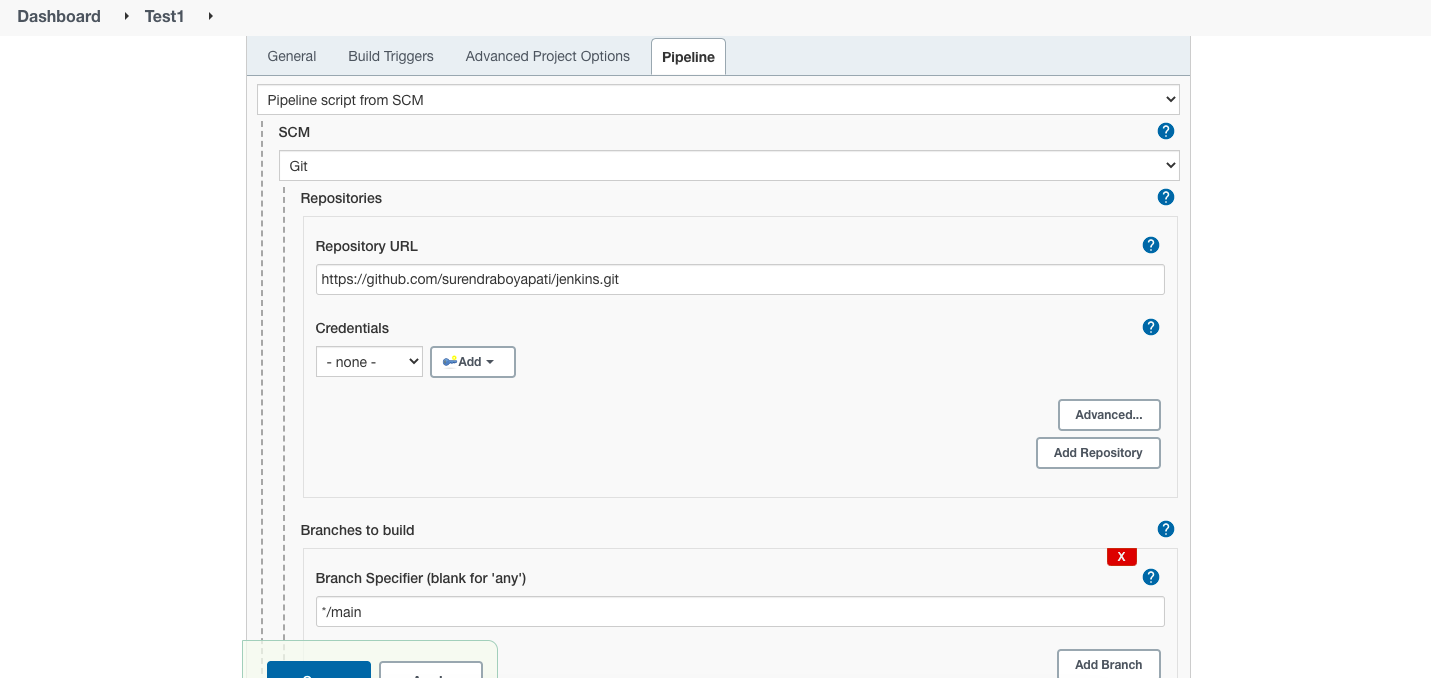 Dashboard Test1
General Build Triggers Advanced Project Options Pipeline
Pipeline script from SCM
SCM
Git
Repositories
Repository URL
https://github.com/surendraboyapati/jenkins.git
Credentials
- none - Add
Advanced...
Add Repository
Branches to build
X
Branch Specifier (blank for 'any')
*/main
Add Branch